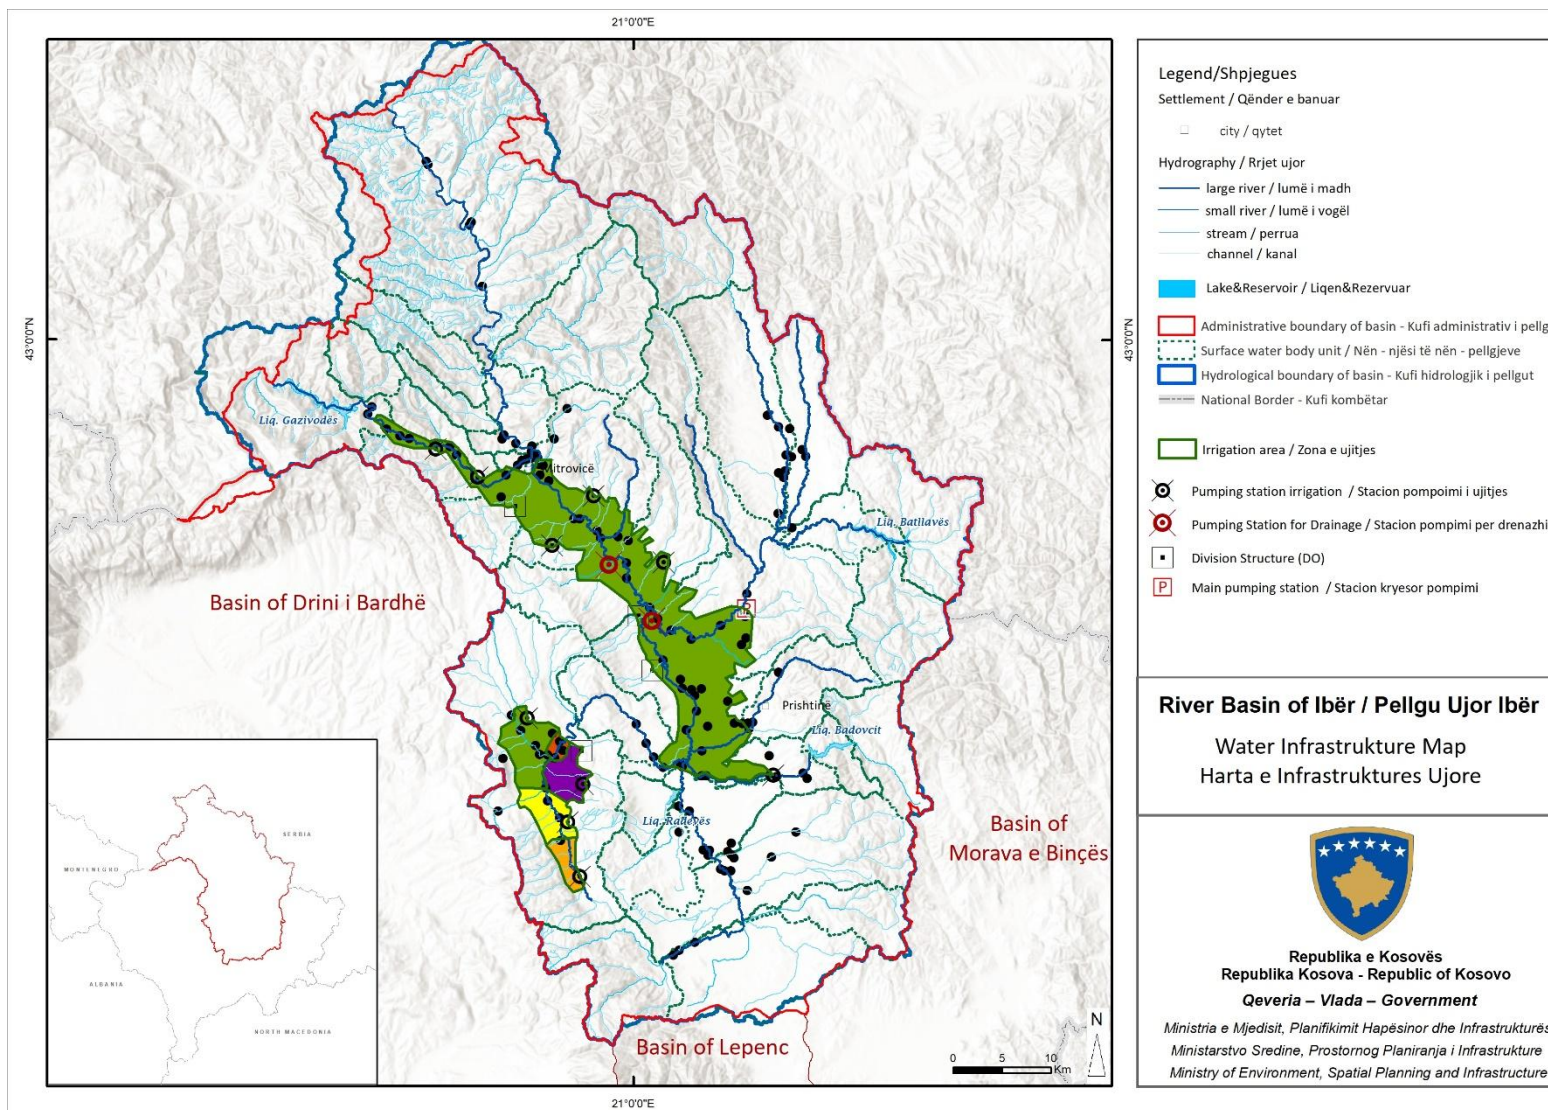 21°0'0"E
43°0'0"N
43°0'0"N
Liq. Gazivodës
Mitrovicë
Liq. Batllavës
Basin of Drini i Bardhë
Prishtinë
Liq. Badovcit
Liq. Radevës
Basin of
Morava e Binçës
SERBIA
MONTENEGRO
ALBANIA
NORTH MACEDONIA
Basin of Lepenc
N
0 5 10
Km
21°0'0"E
Legend/Shpjegues
Settlement / Qënder e banuar
city / qytet
Hydrography / Rrjet ujor
large river / lumë i madh
small river / lumë i vogël
stream / perrua
channel / kanal
Lake&Reservoir / Liqen&Rezervuar
Administrative boundary of basin - Kufi administrativ i pellg
Surface water body unit / Nën - njësi të nën - pellgjeve
Hydrological boundary of basin - Kufi hidrologjik i pellgut
National Border - Kufi kombëtar
Irrigation area / Zona e ujitjes
Pumping station irrigation / Stacion pompoimi i ujitjes
Pumping Station for Drainage / Stacion pompimi per drenazhi
Division Structure (DO)
P Main pumping station / Stacion kryesor pompimi
River Basin of Ibër / Pellgu Ujor Ibër
Water Infrastrukture Map
Harta e Infrastruktures Ujore
Republika e Kosovës
Republika Kosova - Republic of Kosovo
Qeveria – Vlada – Government
Ministria e Mjedisit, Planifikimit Hapësinor dhe Infrastrukturës
Ministarstvo Sredine, Prostornog Planiranja i Infrastrukture
Ministry of Environment, Spatial Planning and Infrastructure